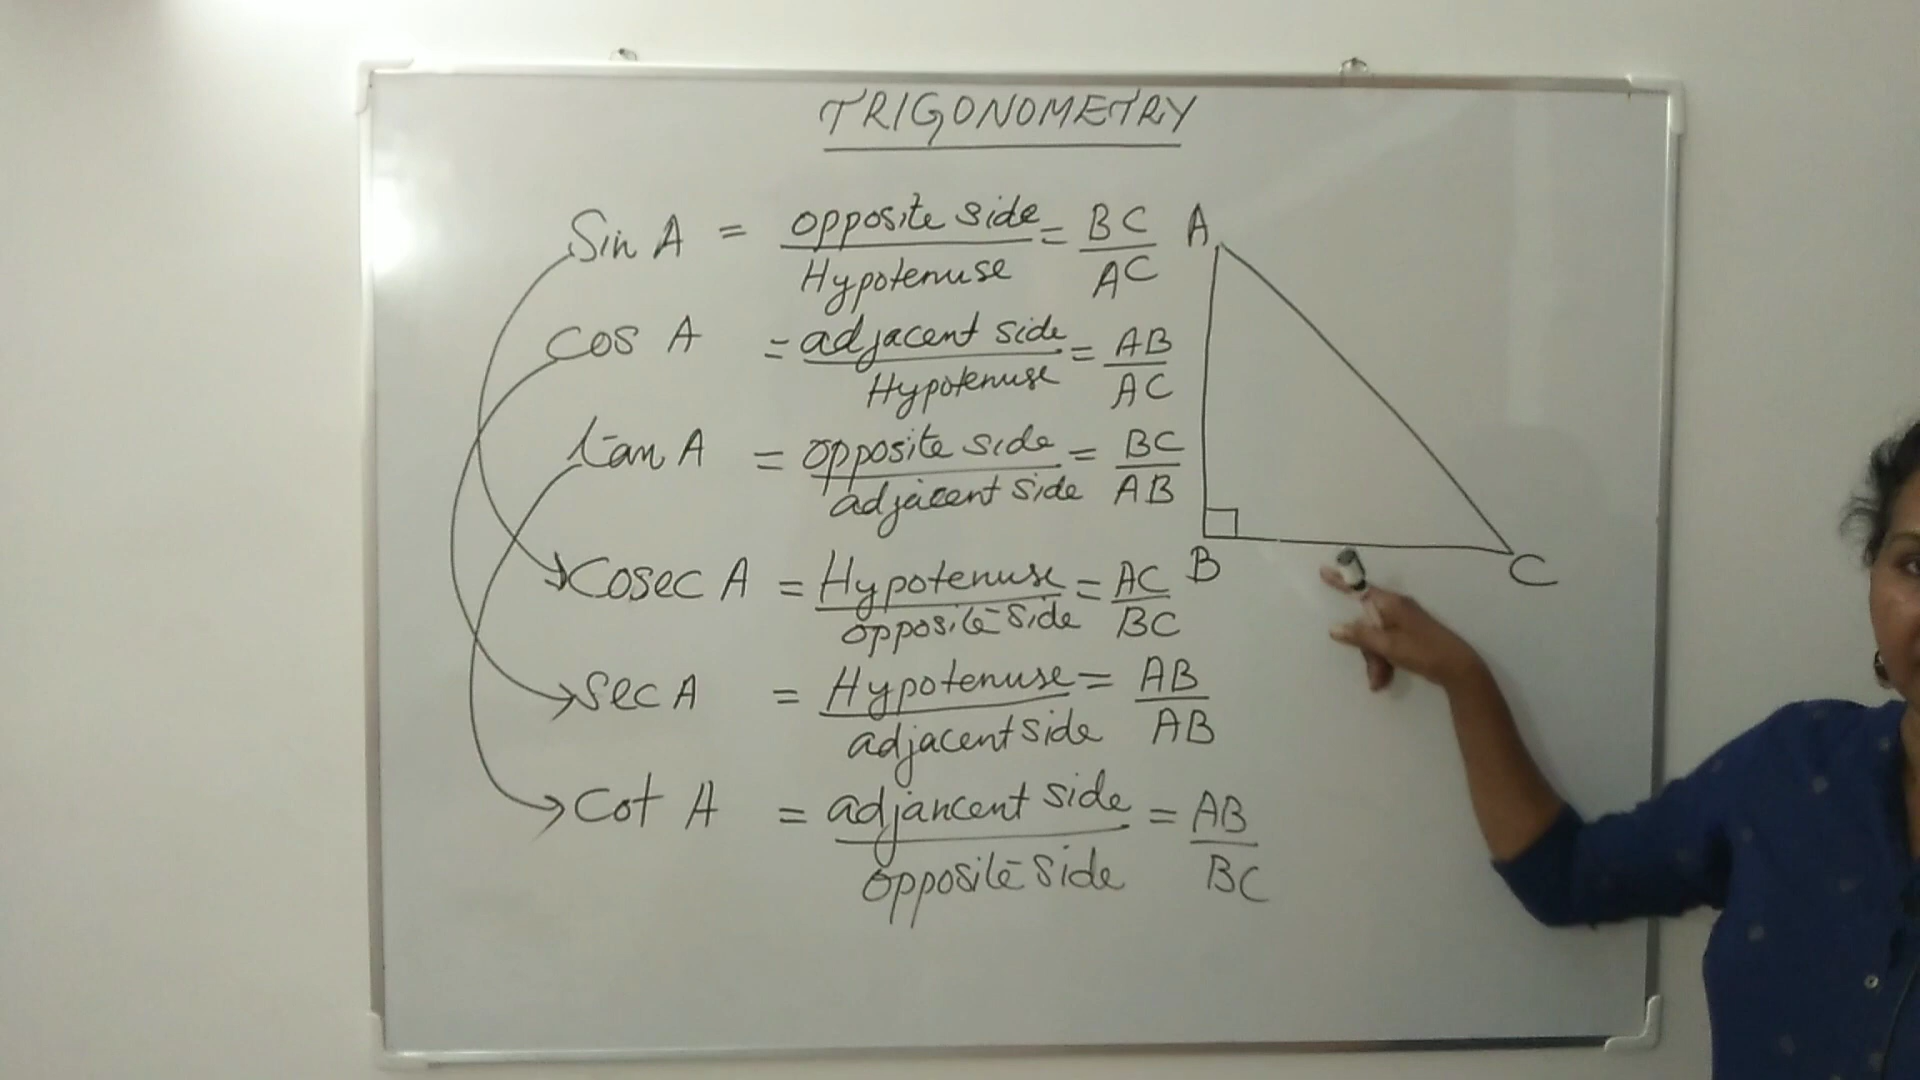 TRIGONOMETRY
Sin A = opposite side / Hypotenuse = BC / AC
cos A = adjacent side / Hypotenuse = AB / AC
tan A = opposite side / adjacent side = BC / AB
Cosec A = Hypotenuse / opposite side = AC / BC
Sec A = Hypotenuse / adjacent side = AB / AB
Cot A = adjancent side / opposite side = AB / BC
A
B
C